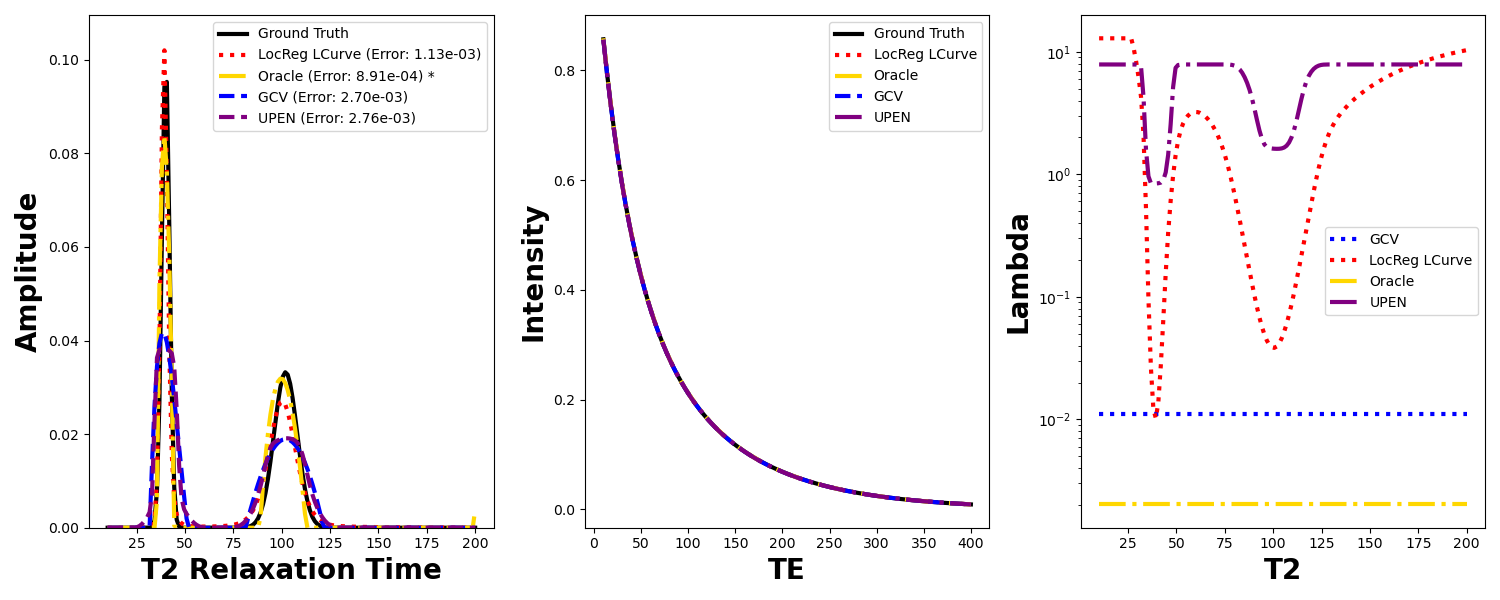 Amplitude
0.10
0.08
0.06
0.04
0.02
0.00
Ground Truth
LocReg LCurve (Error: 1.13e-03)
Oracle (Error: 8.91e-04) *
GCV (Error: 2.70e-03)
UPEN (Error: 2.76e-03)
25 50 75 100 125 150 175 200
T2 Relaxation Time
Intensity
0.8
0.6
0.4
0.2
0.0
Ground Truth
LocReg LCurve
Oracle
GCV
UPEN
0 50 100 150 200 250 300 350 400
TE
Lambda
10¹
10⁰
10⁻¹
10⁻²
GCV
LocReg LCurve
Oracle
UPEN
25 50 75 100 125 150 175 200
T2